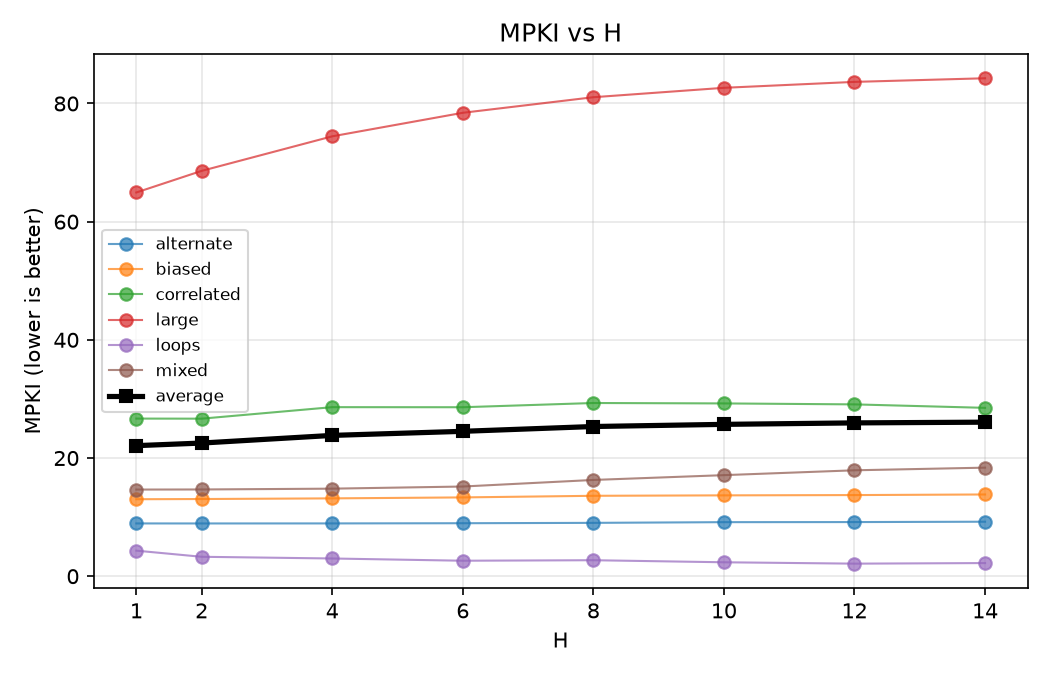 MPKI vs H
MPKI (lower is better)
80
60
40
20
0
alternate
biased
correlated
large
loops
mixed
average
1 2 4 6 8 10 12 14
H